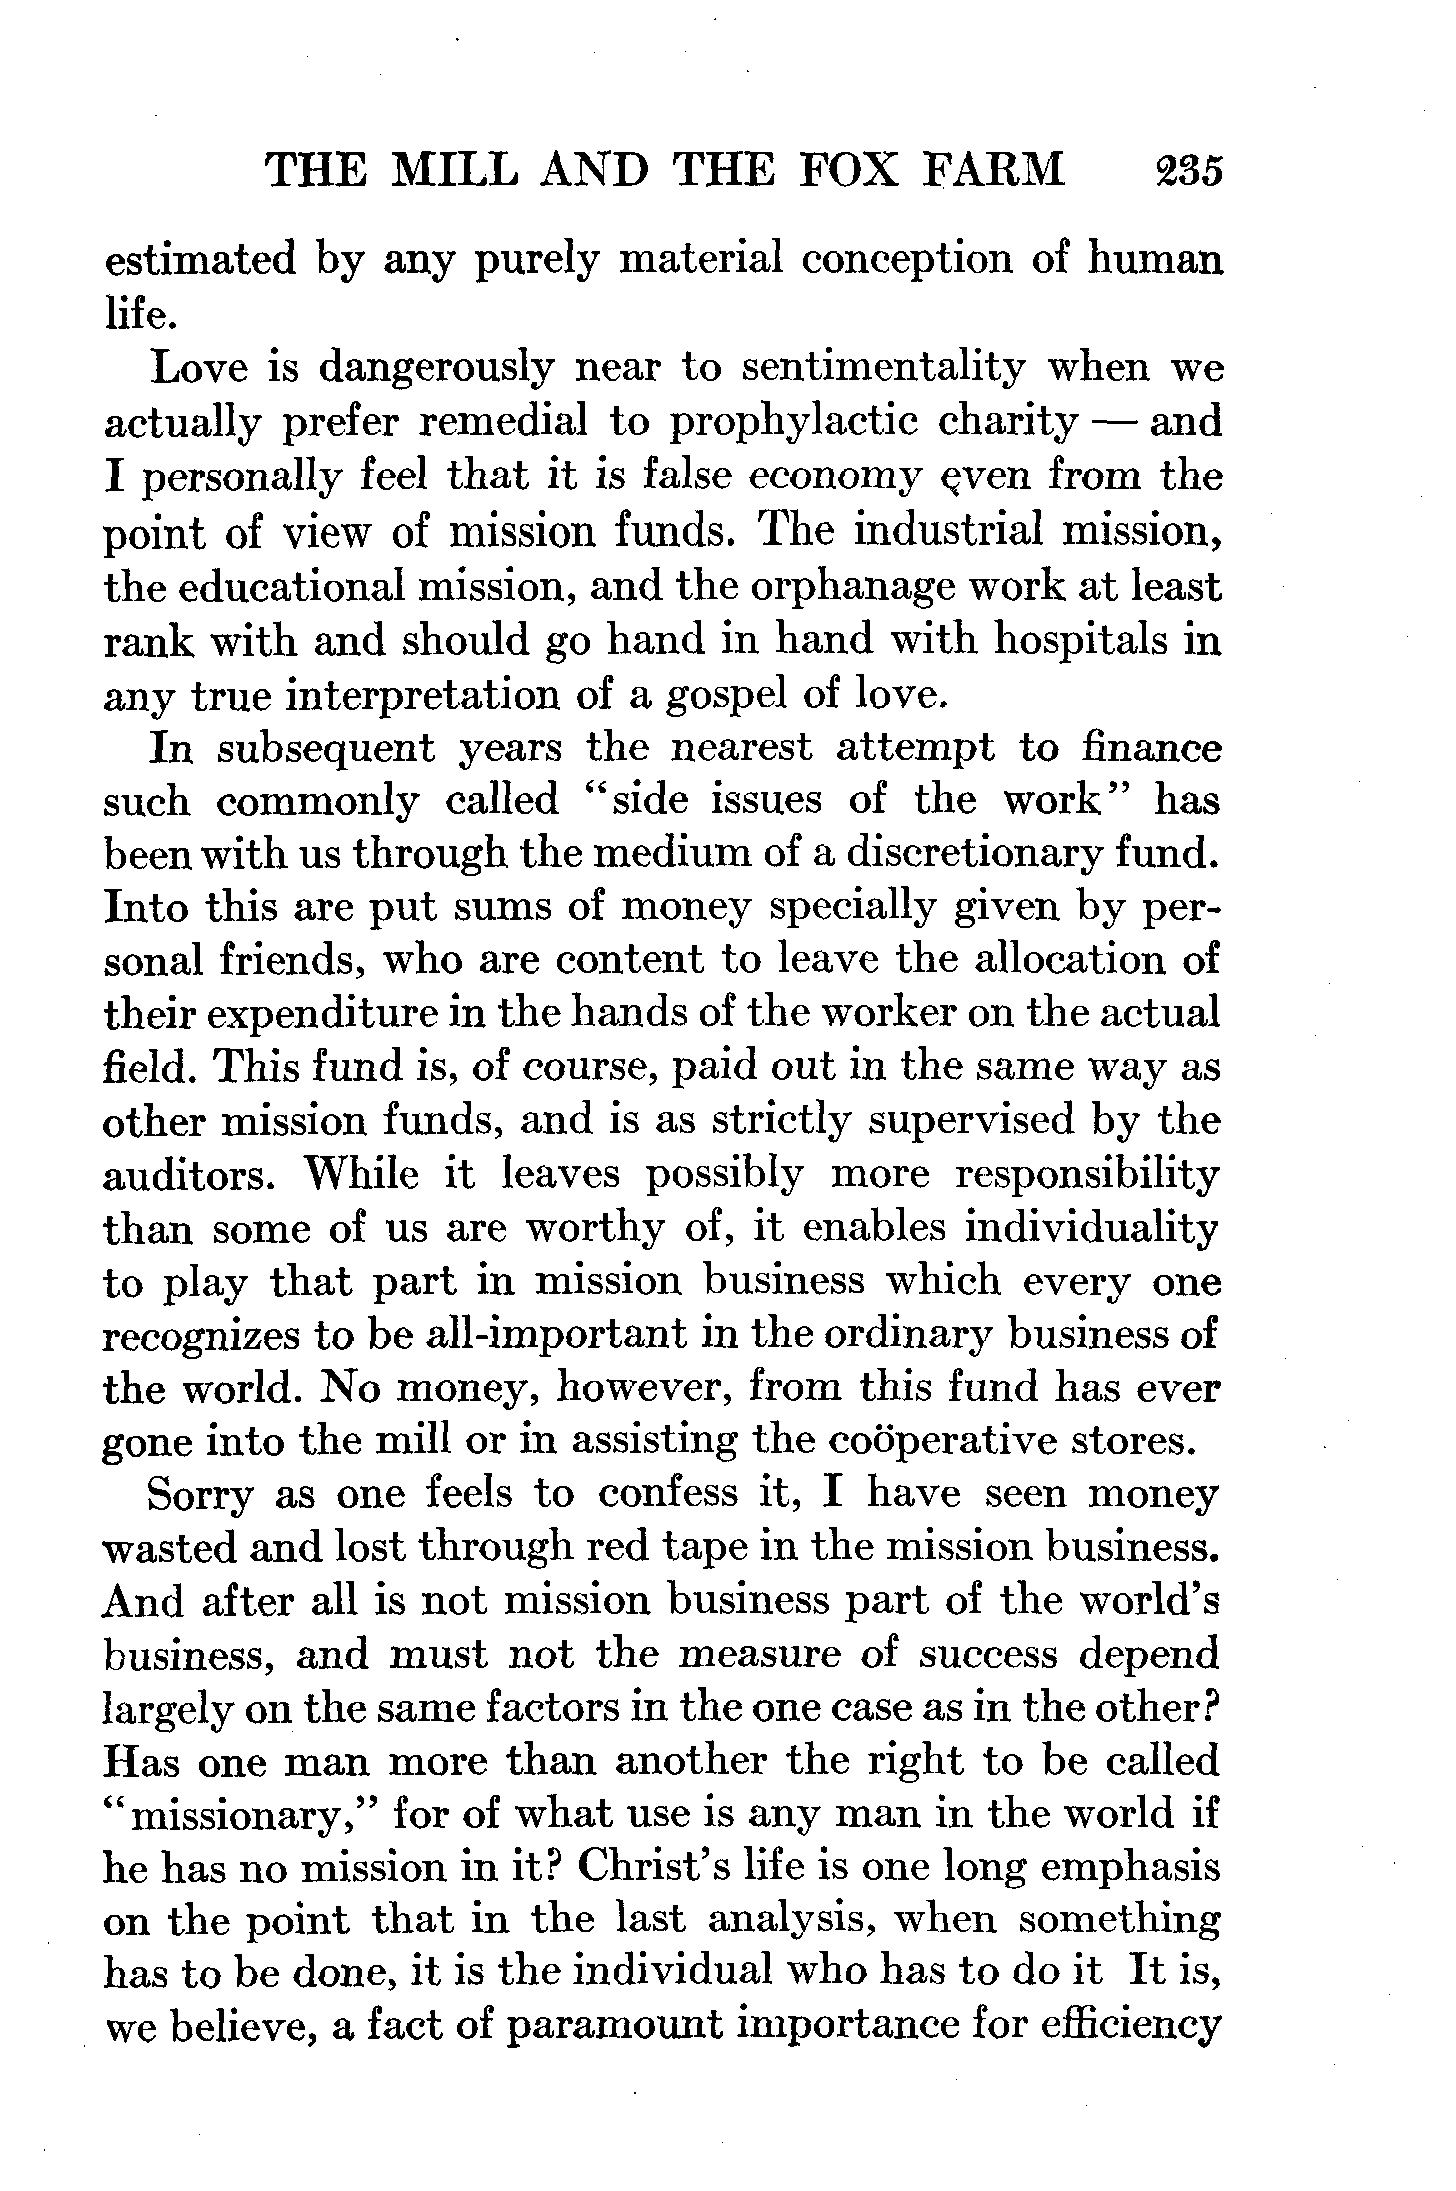 THE MILL AND THE FOX FARM 235
estimated by any purely material conception of human
life.
Love is dangerously near to sentimentality when we
actually prefer remedial to prophylactic charity — and
I personally feel that it is false economy even from the
point of view of mission funds. The industrial mission,
the educational mission, and the orphanage work at least
rank with and should go hand in hand with hospitals in
any true interpretation of a gospel of love.
In subsequent years the nearest attempt to finance
such commonly called “side issues of the work” has
been with us through the medium of a discretionary fund.
Into this are put sums of money specially given by per-
sonal friends, who are content to leave the allocation of
their expenditure in the hands of the worker on the actual
field. This fund is, of course, paid out in the same way as
other mission funds, and is as strictly supervised by the
auditors. While it leaves possibly more responsibility
than some of us are worthy of, it enables individuality
to play that part in mission business which every one
recognizes to be all-important in the ordinary business of
the world. No money, however, from this fund has ever
gone into the mill or in assisting the coöperative stores.
Sorry as one feels to confess it, I have seen money
wasted and lost through red tape in the mission business.
And after all is not mission business part of the world’s
business, and must not the measure of success depend
largely on the same factors in the one case as in the other?
Has one man more than another the right to be called
“missionary,” for of what use is any man in the world if
he has no mission in it? Christ’s life is one long emphasis
on the point that in the last analysis, when something
has to be done, it is the individual who has to do it It is,
we believe, a fact of paramount importance for efficiency